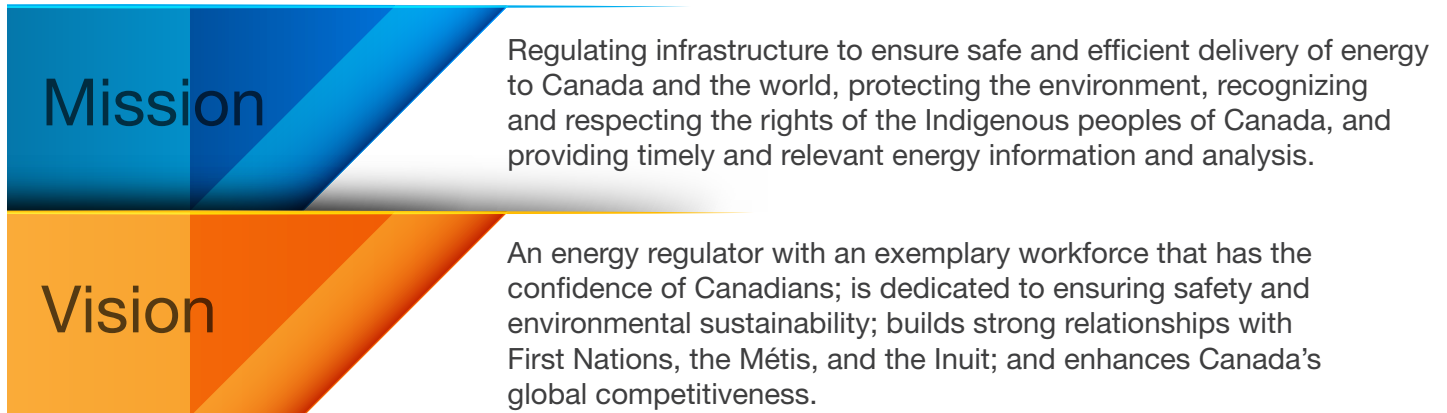 Mission
Regulating infrastructure to ensure safe and efficient delivery of energy
to Canada and the world, protecting the environment, recognizing
and respecting the rights of the Indigenous peoples of Canada, and
providing timely and relevant energy information and analysis.
Vision
An energy regulator with an exemplary workforce that has the
confidence of Canadians; is dedicated to ensuring safety and
environmental sustainability; builds strong relationships with
First Nations, the Métis, and the Inuit; and enhances Canada’s
global competitiveness.